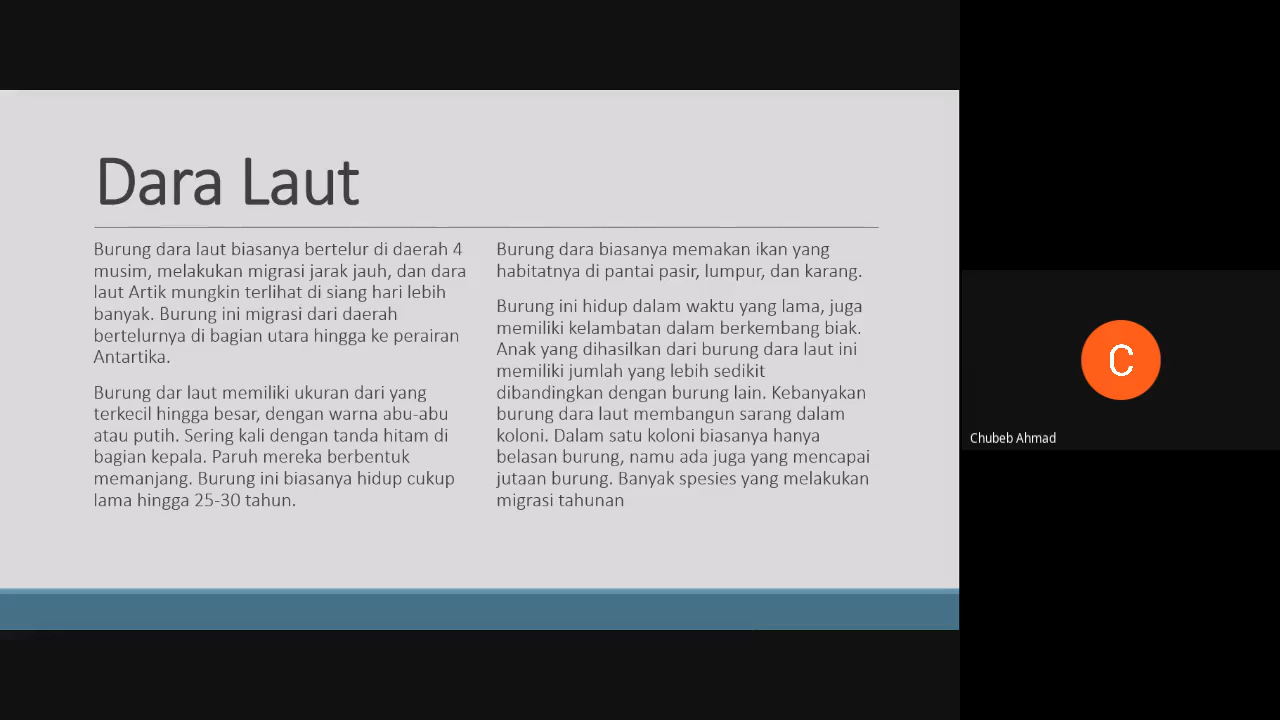 Dara Laut
Burung dara laut biasanya bertelur di daerah 4
musim, melakukan migrasi jarak jauh, dan dara
laut Artik mungkin terlihat di siang hari lebih
banyak. Burung ini migrasi dari daerah
bertelurnya di bagian utara hingga ke perairan
Antartika.
Burung dar laut memiliki ukuran dari yang
terkecil hingga besar, dengan warna abu-abu
atau putih. Sering kali dengan tanda hitam di
bagian kepala. Paruh mereka berbentuk
memanjang. Burung ini biasanya hidup cukup
lama hingga 25-30 tahun.
Burung dara biasanya memakan ikan yang
habitatnya di pantai pasir, lumpur, dan karang.
Burung ini hidup dalam waktu yang lama, juga
memiliki kelambatan dalam berkembang biak.
Anak yang dihasilkan dari burung dara laut ini
memiliki jumlah yang lebih sedikit
dibandingkan dengan burung lain. Kebanyakan
burung dara laut membangun sarang dalam
koloni. Dalam satu koloni biasanya hanya
belasan burung, namu ada juga yang mencapai
jutaan burung. Banyak spesies yang melakukan
migrasi tahunan
C
Chubeb Ahmad